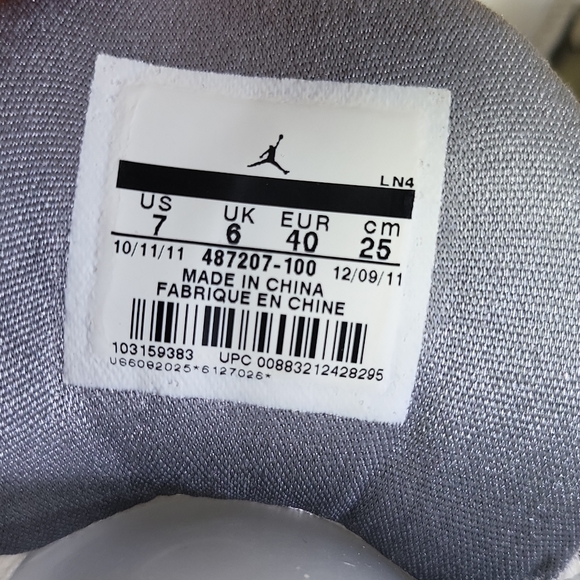 LN4
US UK EUR cm
7 6 40 25
10/11/11 487207-100 12/09/11
MADE IN CHINA
FABRIQUE EN CHINE
103159383 UPC 00883212428295
US6092025*6127026*